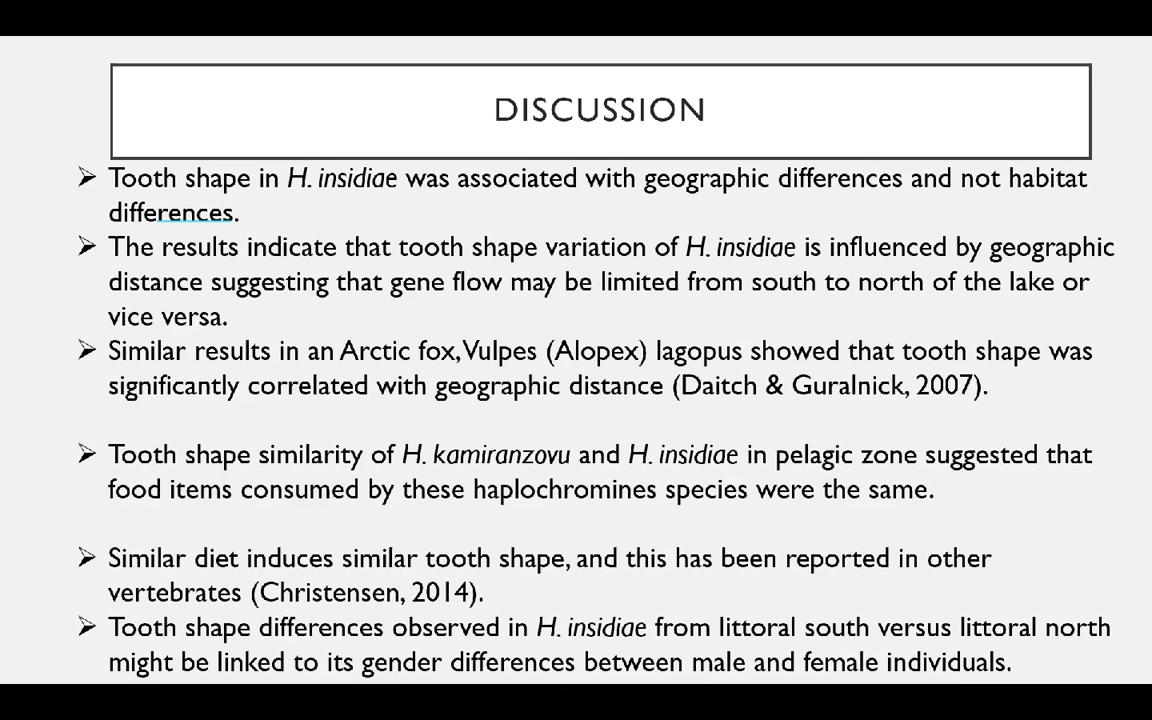 DISCUSSION
➢ Tooth shape in H. insidiae was associated with geographic differences and not habitat
differences.
➢ The results indicate that tooth shape variation of H. insidiae is influenced by geographic
distance suggesting that gene flow may be limited from south to north of the lake or
vice versa.
➢ Similar results in an Arctic fox, Vulpes (Alopex) lagopus showed that tooth shape was
significantly correlated with geographic distance (Daitch & Guralnick, 2007).
➢ Tooth shape similarity of H. kamiranzovu and H. insidiae in pelagic zone suggested that
food items consumed by these haplochromines species were the same.
➢ Similar diet induces similar tooth shape, and this has been reported in other
vertebrates (Christensen, 2014).
➢ Tooth shape differences observed in H. insidiae from littoral south versus littoral north
might be linked to its gender differences between male and female individuals.